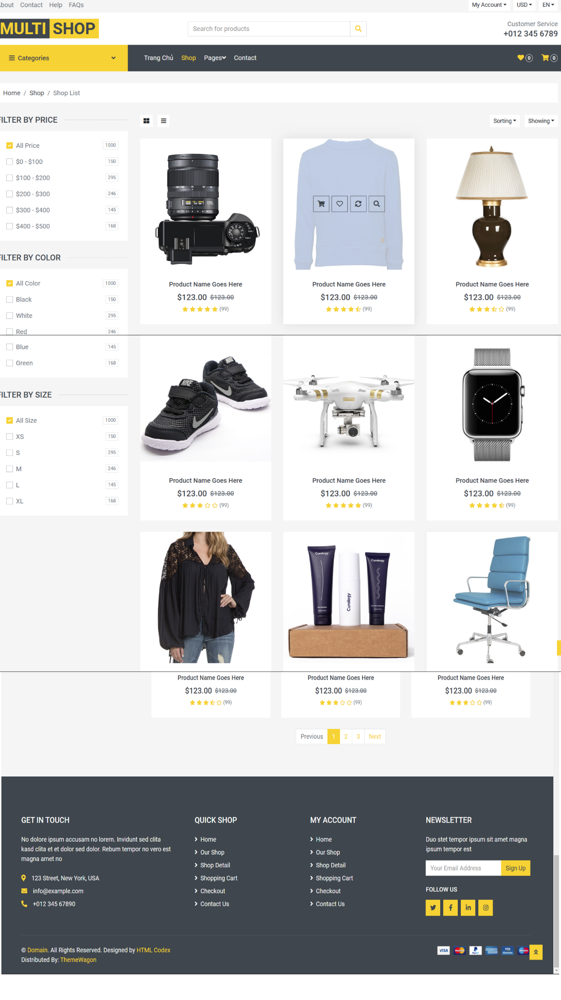 About Contact Help FAQs My Account USD EN
MULTI SHOP
Search for products
Customer Service
+012 345 6789
Categories
Trang Chủ Shop Pages Contact 0 0
Home / Shop / Shop List
FILTER BY PRICE
All Price 1000
$0 - $100 150
$100 - $200 295
$200 - $300 246
$300 - $400 145
$400 - $500 168
FILTER BY COLOR
All Color 1000
Black 150
White 295
Red 246
Blue 145
Green 168
FILTER BY SIZE
All Size 1000
XS 150
S 295
M 246
L 145
XL 168
Sorting Showing
Product Name Goes Here
$123.00 $123.00
(99)
Product Name Goes Here
$123.00 $123.00
(99)
Product Name Goes Here
$123.00 $123.00
(99)
NIKE
NIKE
Product Name Goes Here
$123.00 $123.00
(99)
Product Name Goes Here
$123.00 $123.00
(99)
Product Name Goes Here
$123.00 $123.00
(99)
Curology
Curology
Curology
Product Name Goes Here
$123.00 $123.00
(99)
Product Name Goes Here
$123.00 $123.00
(99)
Product Name Goes Here
$123.00 $123.00
(99)
Previous 1 2 3 Next
GET IN TOUCH
No dolore ipsum accusam no lorem. Invidunt sed clita
kasd clita et et dolor sed dolor. Rebum tempor no vero est
magna amet no
123 Street, New York, USA
info@example.com
+012 345 67890
QUICK SHOP
Home
Our Shop
Shop Detail
Shopping Cart
Checkout
Contact Us
MY ACCOUNT
Home
Our Shop
Shop Detail
Shopping Cart
Checkout
Contact Us
NEWSLETTER
Duo stet tempor ipsum sit amet magna
ipsum tempor est
Your Email Address Sign Up
FOLLOW US
© Domain. All Rights Reserved. Designed by HTML Codex
Distributed By: ThemeWagon
VISA PayPal VISA Electron